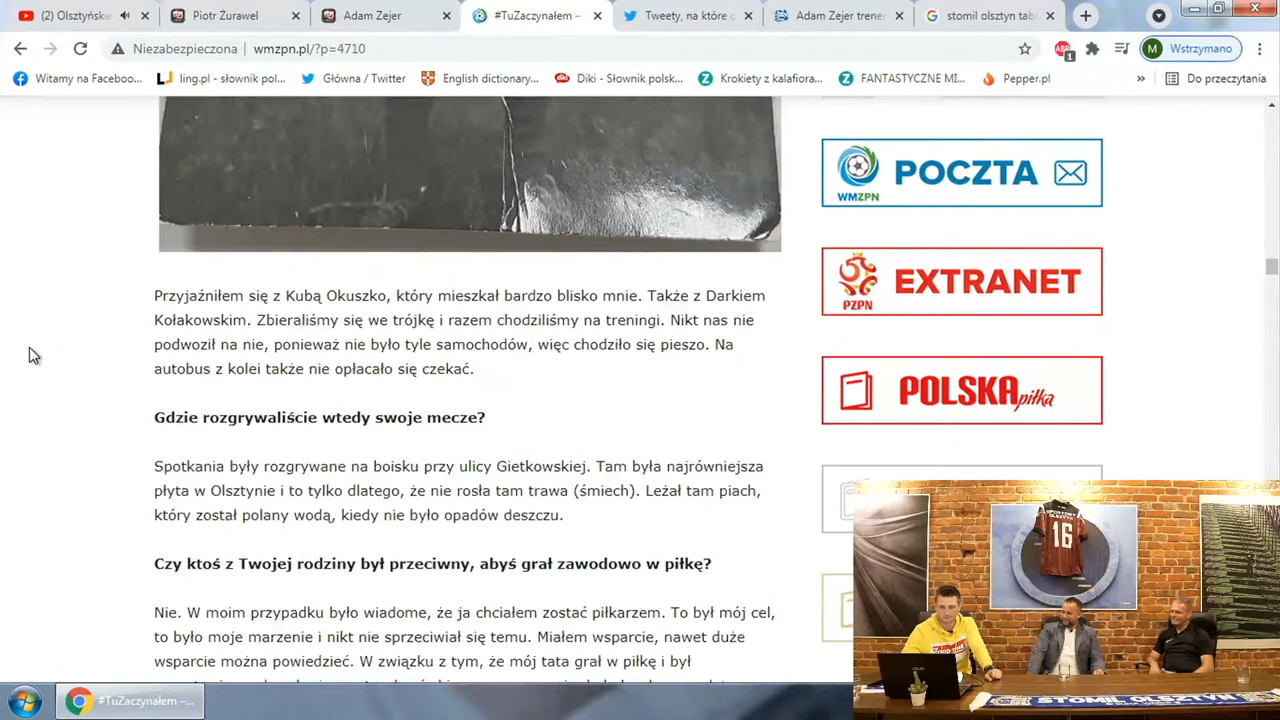 (2) Olsztyńskie
Piotr Żurawel
Adam Zejer
#TuZaczynałem –
Tweety, na które c
Adam Zejer trene
stomil olsztyn tab
Niezabezpieczona
wmzpn.pl/?p=4710
ABP
1
M
Wstrzymano
Witamy na Faceboo...
ling.pl - słownik pol...
Główna / Twitter
English dictionary...
Diki - Słownik polsk...
Krokiety z kalafiora...
FANTASTYCZNE MI...
Pepper.pl
»
Do przeczytania
Przyjaźniłem się z Kubą Okuszko, który mieszkał bardzo blisko mnie. Także z Darkiem
Kołakowskim. Zbieraliśmy się we trójkę i razem chodziliśmy na treningi. Nikt nas nie
podwoził na nie, ponieważ nie było tyle samochodów, więc chodziło się pieszo. Na
autobus z kolei także nie opłacało się czekać.
Gdzie rozgrywaliście wtedy swoje mecze?
Spotkania były rozgrywane na boisku przy ulicy Gietkowskiej. Tam była najrówniejsza
płyta w Olsztynie i to tylko dlatego, że nie rosła tam trawa (śmiech). Leżał tam piach,
który został polany wodą, kiedy nie było opadów deszczu.
Czy ktoś z Twojej rodziny był przeciwny, abyś grał zawodowo w piłkę?
Nie. W moim przypadku było wiadome, że ja chciałem zostać piłkarzem. To był mój cel,
to było moje marzenie i nikt nie sprzeciwiał się temu. Miałem wsparcie, nawet duże
wsparcie można powiedzieć. W związku z tym, że mój tata grał w piłkę i był
WMZPN
POCZTA
PZPN
EXTRANET
POLSKA piłka
OLSZTYN
16
STOMIL OLSZTYN
#TuZaczynałem –...